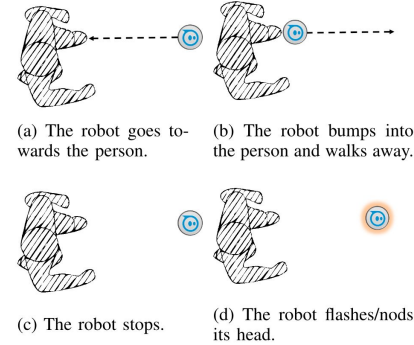 (a) The robot goes to-
wards the person.
(b) The robot bumps into
the person and walks away.
(c) The robot stops.
(d) The robot flashes/nods
its head.